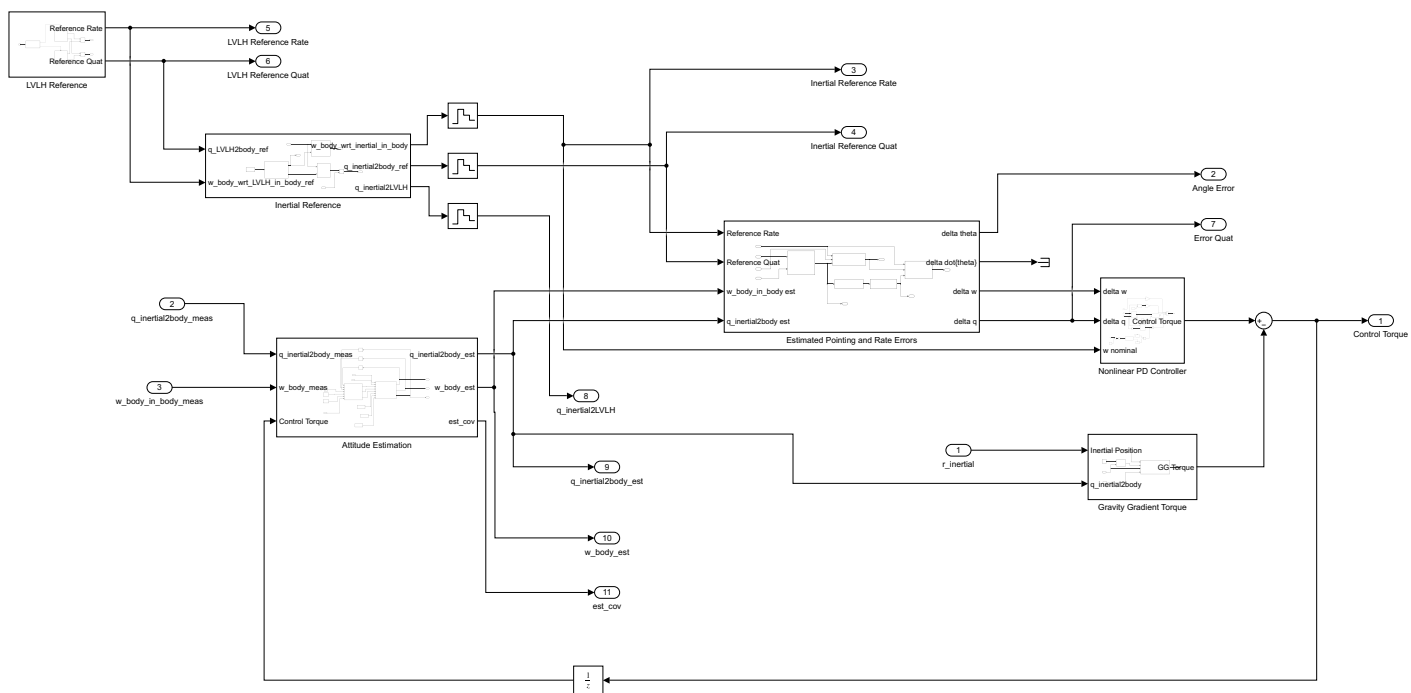 Reference Rate
5
LVLH Reference Rate
Reference Quat
6
LVLH Reference Quat
LVLH Reference
3
Inertial Reference Rate
4
Inertial Reference Quat
q_LVLH2body_ref
w_body_wrt_inertial_in_body
w_body_wrt_LVLH_in_body_ref
q_inertial2body_ref
q_inertial2LVLH
Inertial Reference
2
Angle Error
7
Error Quat
Reference Rate
delta theta
Reference Quat
delta dot(theta)
w_body_in_body est
delta w
q_inertial2body est
delta q
Estimated Pointing and Rate Errors
delta w
delta q
Control Torque
w nominal
Nonlinear PD Controller
+
-
1
Control Torque
2
q_inertial2body_meas
3
w_body_in_body_meas
q_inertial2body_meas
q_inertial2body_est
w_body_meas
w_body_est
Control Torque
est_cov
Attitude Estimation
8
q_inertial2LVLH
9
q_inertial2body_est
10
w_body_est
11
est_cov
1
r_inertial
Inertial Position
GG Torque
q_inertial2body
Gravity Gradient Torque
1
z